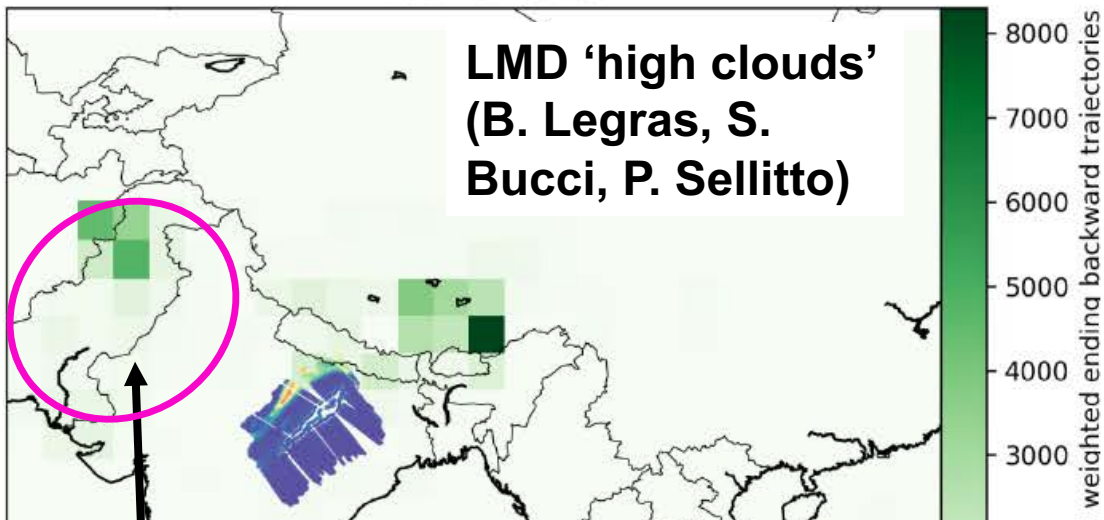 LMD ‘high clouds’
(B. Legras, S.
Bucci, P. Sellitto)
8000
7000
6000
5000
4000
3000
weighted ending backward trajectories